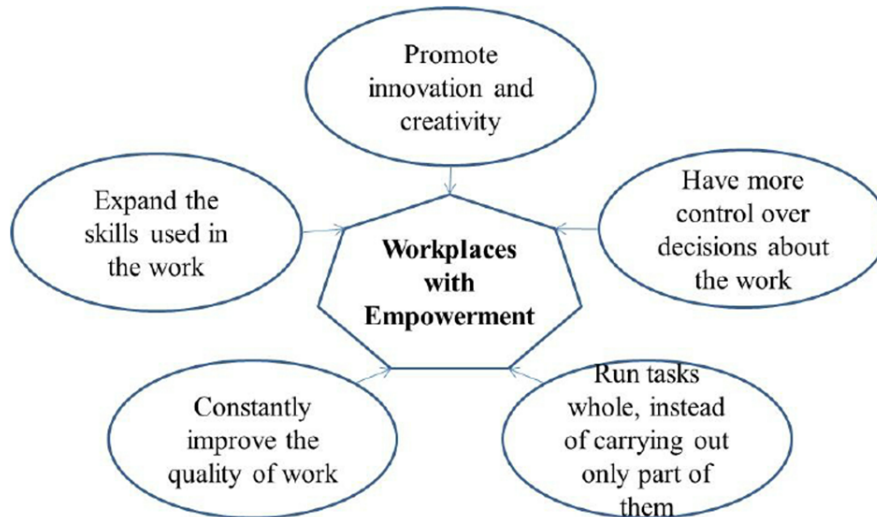 Promote
innovation and
creativity
Expand the
skills used in
the work
Have more
control over
decisions about
the work
Workplaces
with
Empowerment
Constantly
improve the
quality of work
Run tasks
whole, instead
of carrying out
only part of
them